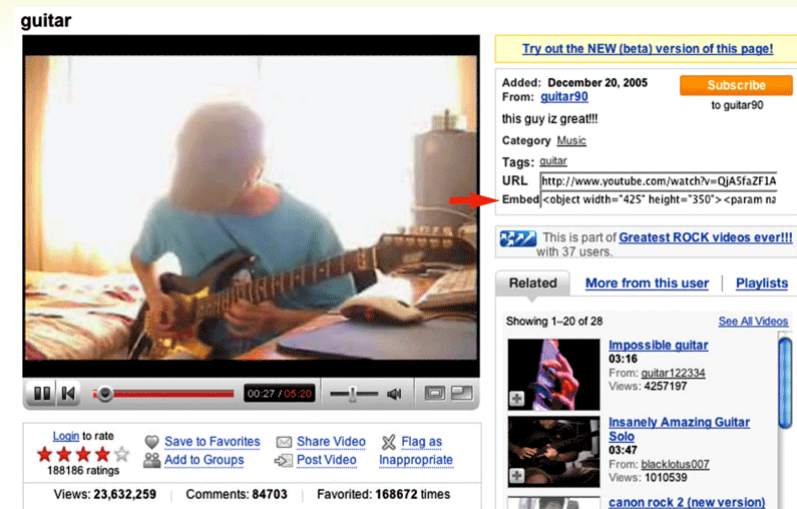 guitar
Try out the NEW (beta) version of this page!
Added: December 20, 2005
From: guitar90
Subscribe
to guitar90
this guy iz great!!!
Category Music
Tags: guitar
URL http://www.youtube.com/watch?v=QjA5faZF1A
Embed <object width="425" height="350"><param na
This is part of Greatest ROCK videos ever!!!
with 37 users.
Related More from this user Playlists
Showing 1–20 of 28 See All Videos
Impossible guitar
03:16
From: guitar122334
Views: 4257197
Insanely Amazing Guitar
Solo
03:47
From: blacklotus007
Views: 1010539
canon rock 2 (new version)
00:27 / 05:20
Login to rate
188186 ratings
Save to Favorites
Add to Groups
Share Video
Post Video
Flag as
Inappropriate
Views: 23,632,259 Comments: 84703 Favorited: 168672 times